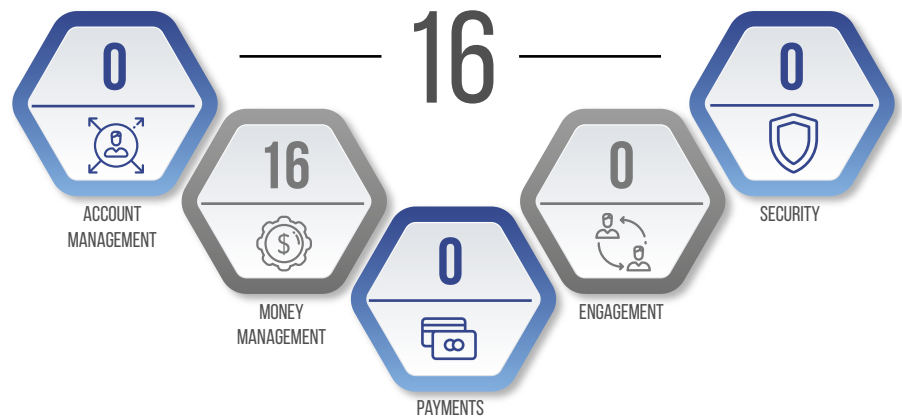 16
0
ACCOUNT
MANAGEMENT
16
$
MONEY
MANAGEMENT
0
PAYMENTS
0
ENGAGEMENT
0
SECURITY